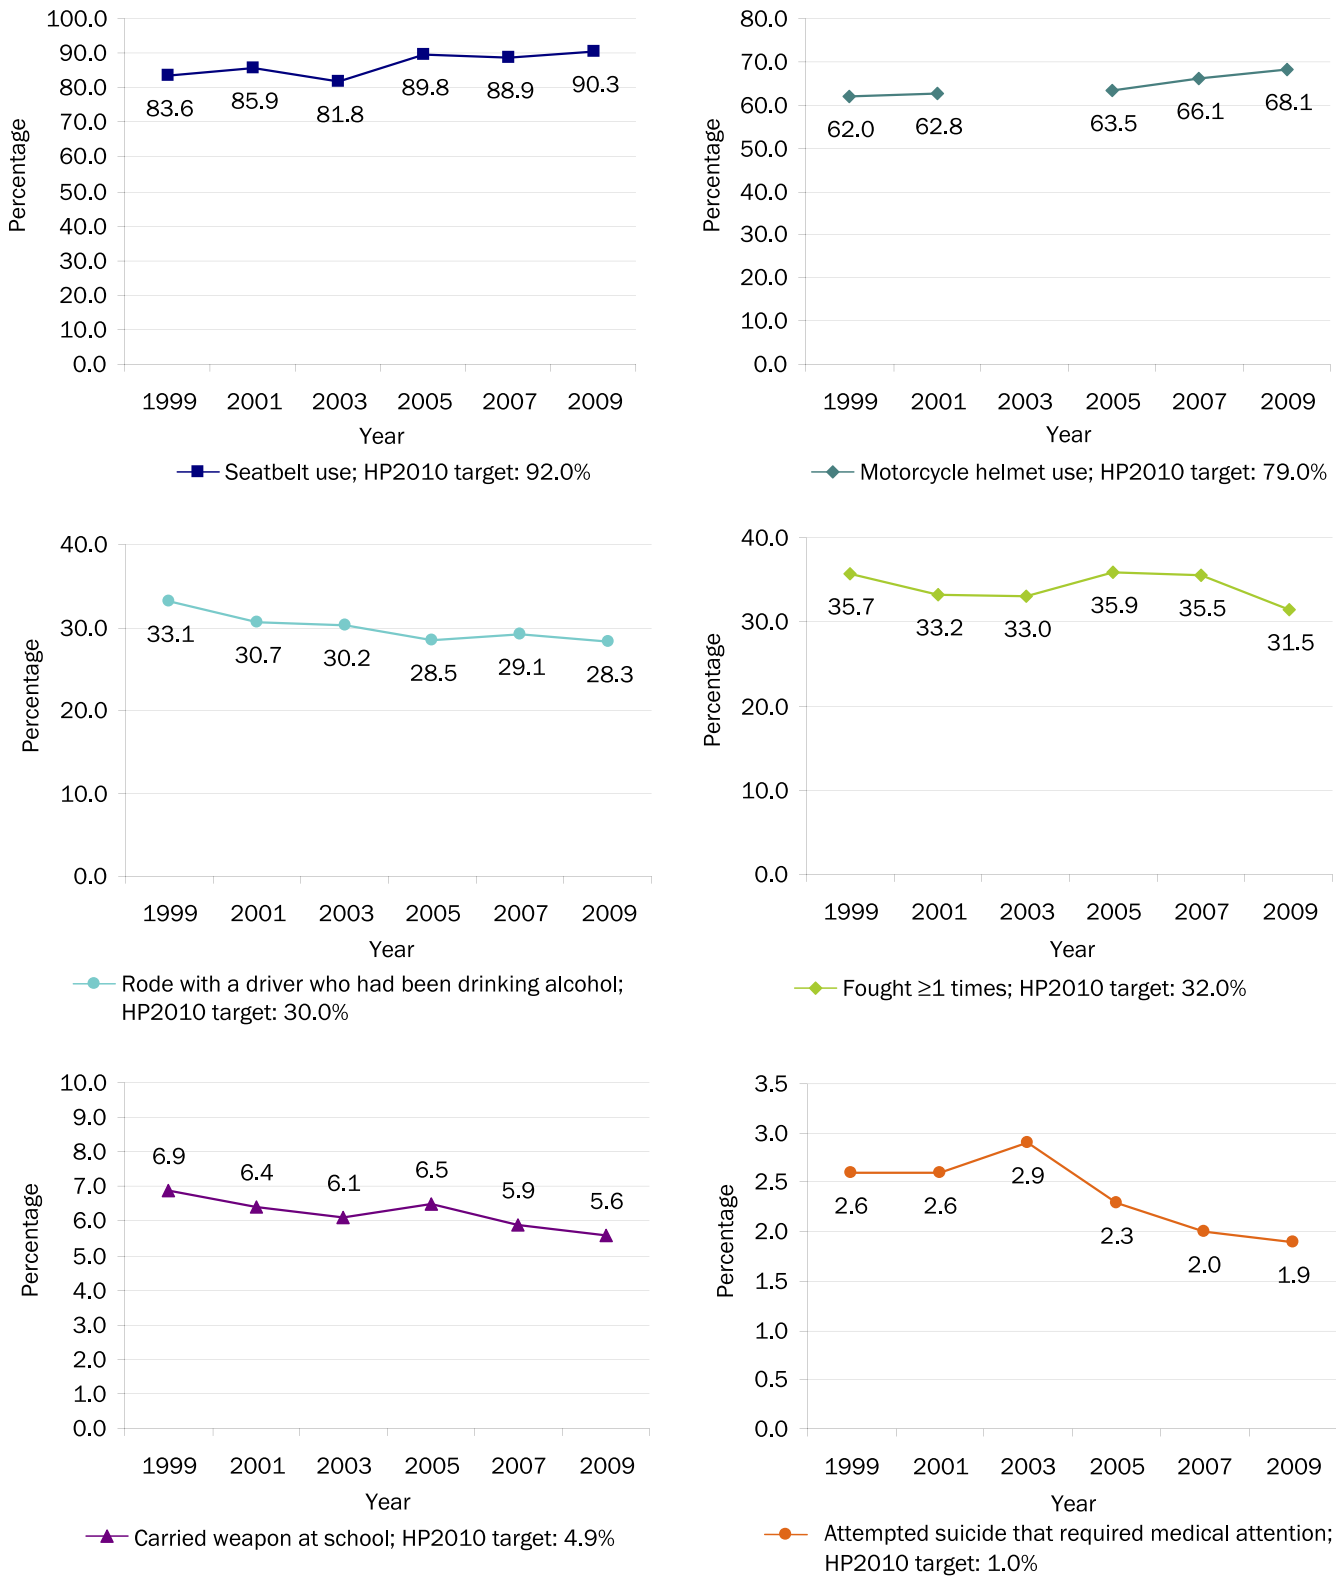 100.0
90.0
80.0
70.0
60.0
50.0
40.0
30.0
20.0
10.0
0.0
Percentage
83.6 85.9 81.8 89.8 88.9 90.3
1999 2001 2003 2005 2007 2009
Year
Seatbelt use; HP2010 target: 92.0%
80.0
70.0
60.0
50.0
40.0
30.0
20.0
10.0
0.0
Percentage
62.0 62.8 63.5 66.1 68.1
1999 2001 2003 2005 2007 2009
Year
Motorcycle helmet use; HP2010 target: 79.0%
40.0
30.0
20.0
10.0
0.0
Percentage
33.1 30.7 30.2 28.5 29.1 28.3
1999 2001 2003 2005 2007 2009
Year
Rode with a driver who had been drinking alcohol;
HP2010 target: 30.0%
40.0
30.0
20.0
10.0
0.0
Percentage
35.7 33.2 33.0 35.9 35.5 31.5
1999 2001 2003 2005 2007 2009
Year
Fought ≥1 times; HP2010 target: 32.0%
10.0
9.0
8.0
7.0
6.0
5.0
4.0
3.0
2.0
1.0
0.0
Percentage
6.9 6.4 6.1 6.5 5.9 5.6
1999 2001 2003 2005 2007 2009
Year
Carried weapon at school; HP2010 target: 4.9%
3.5
3.0
2.5
2.0
1.5
1.0
0.5
0.0
Percentage
2.6 2.6 2.9 2.3 2.0 1.9
1999 2001 2003 2005 2007 2009
Year
Attempted suicide that required medical attention;
HP2010 target: 1.0%